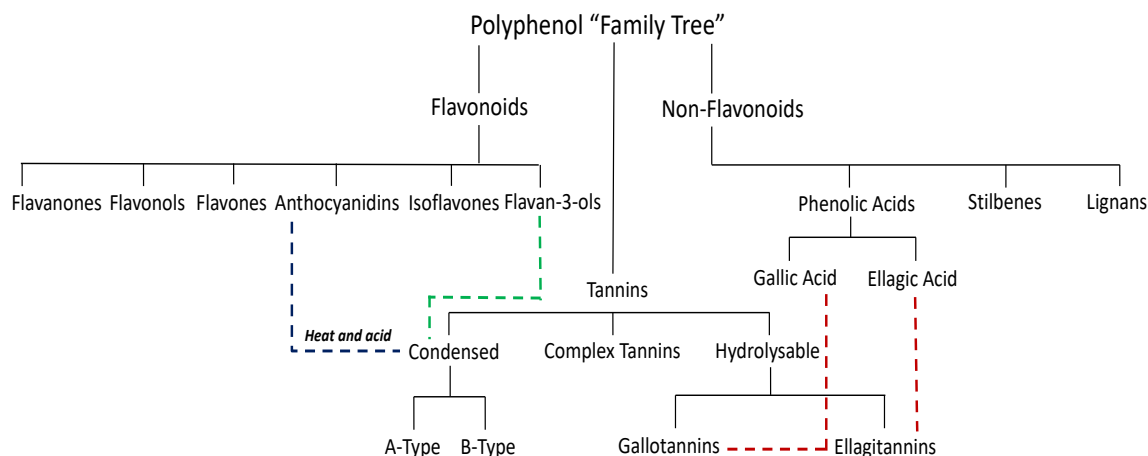 Polyphenol “Family Tree”
Flavonoids
Non-Flavonoids
Flavanones Flavonols Flavones Anthocyanidins Isoflavones Flavan-3-ols
Phenolic Acids Stilbenes Lignans
Gallic Acid Ellagic Acid
Tannins
Heat and acid
Condensed Complex Tannins Hydrolysable
A-Type B-Type Gallotannins Ellagitannins